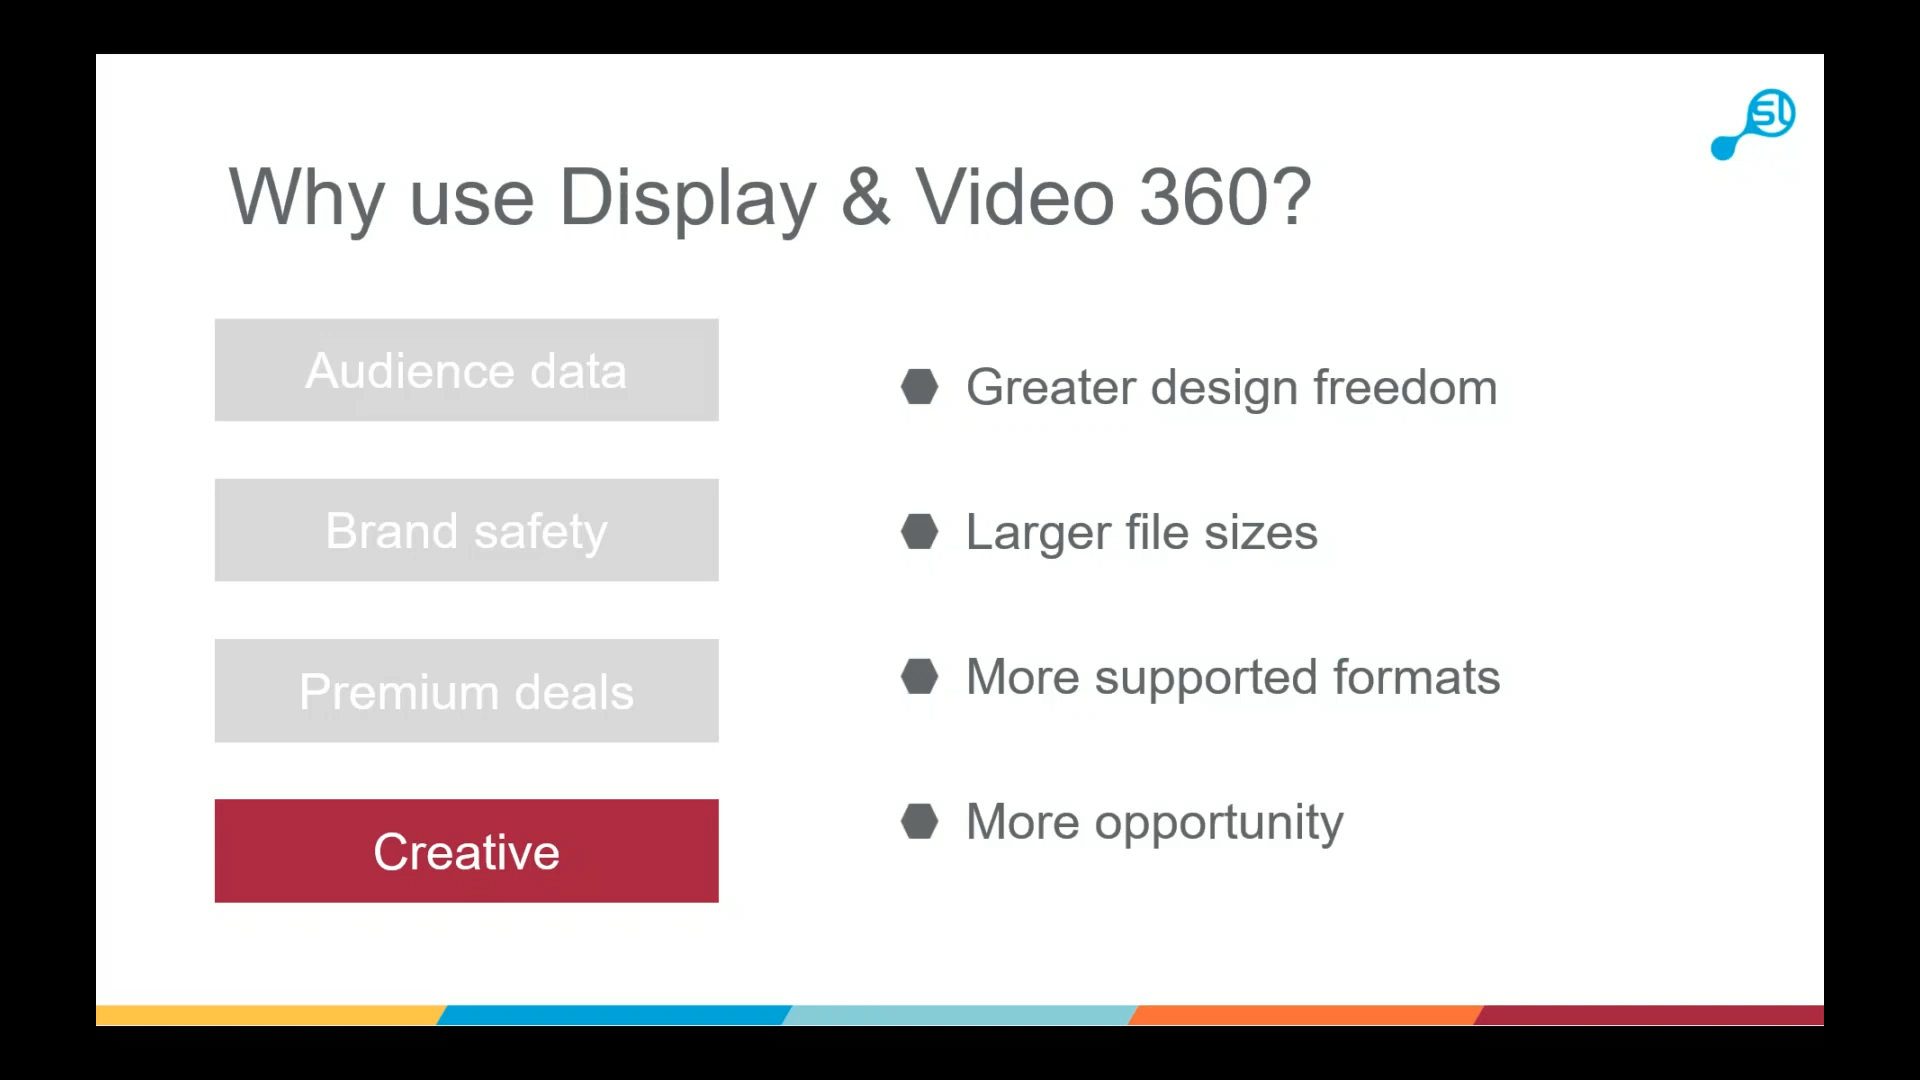 SL
Why use Display & Video 360?
Audience data
Brand safety
Premium deals
Creative
Greater design freedom
Larger file sizes
More supported formats
More opportunity